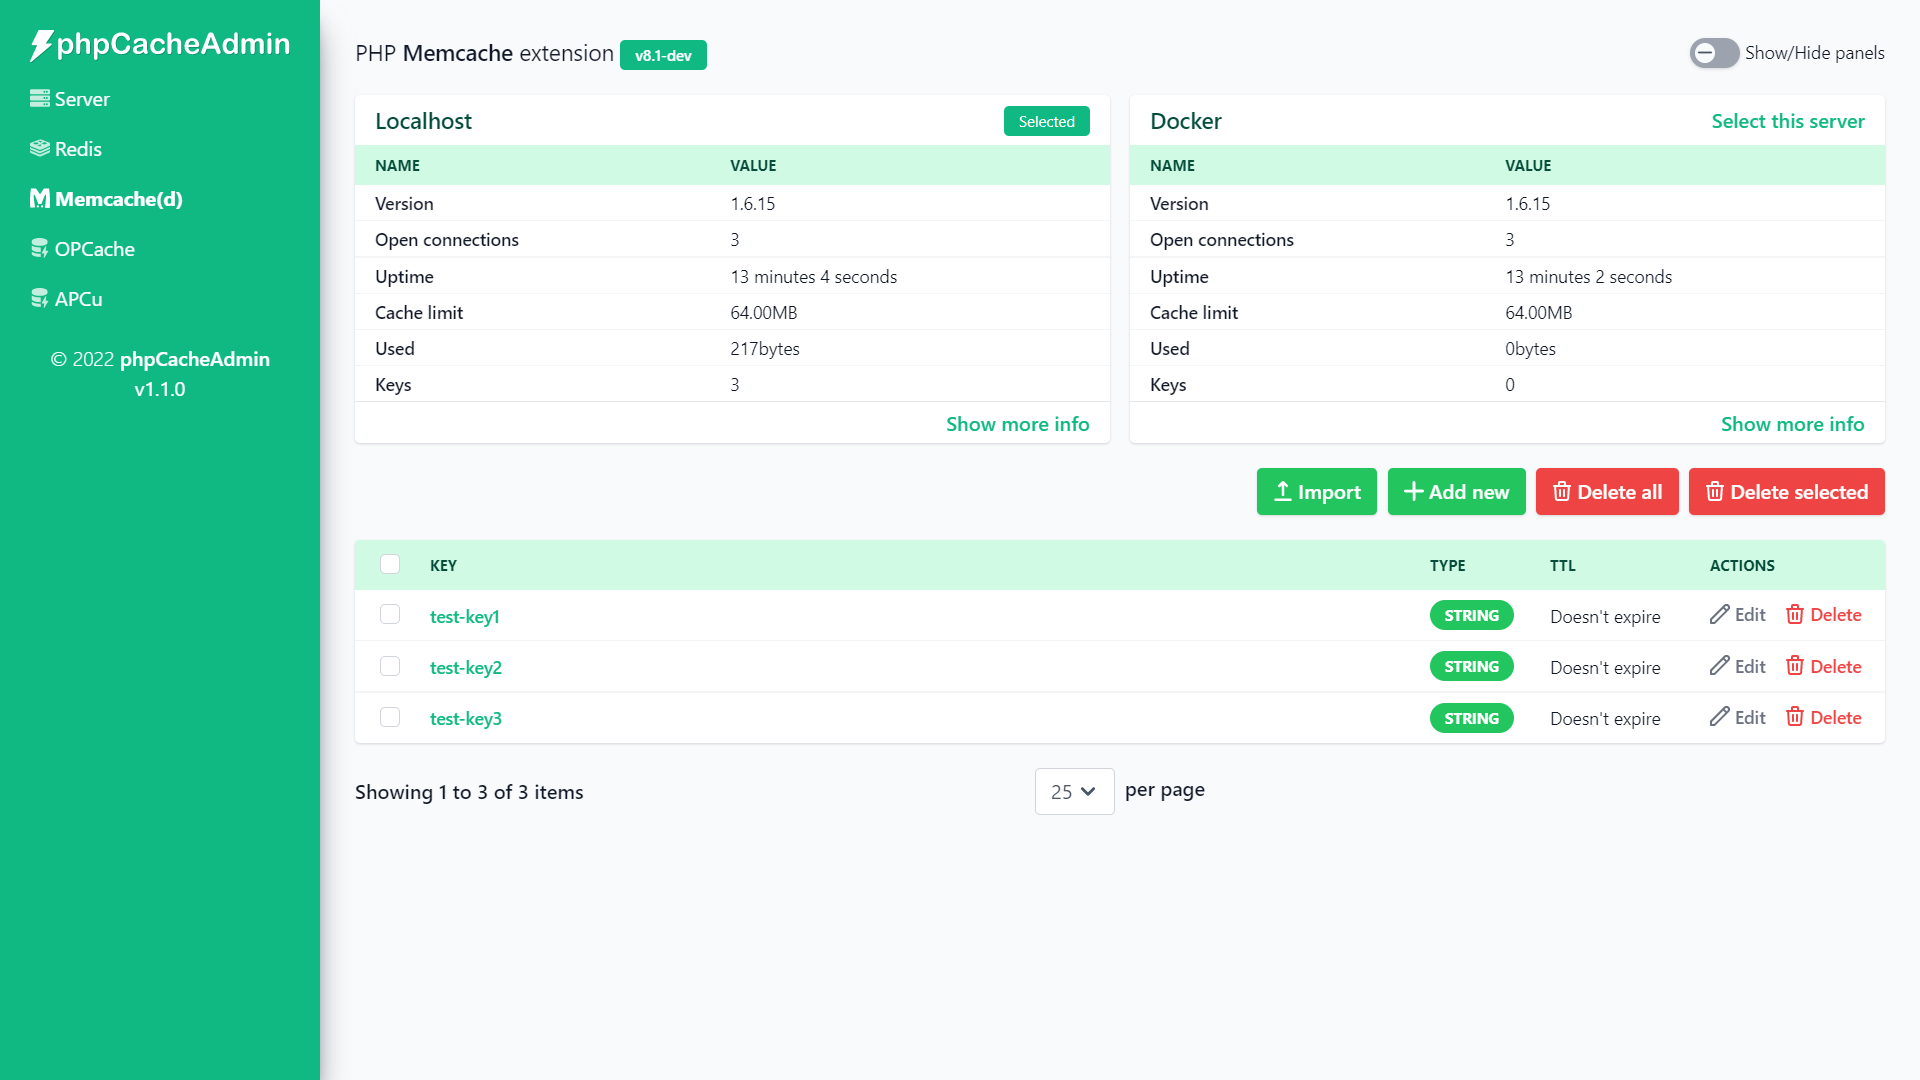 phpCacheAdmin
Server
Redis
Memcache(d)
OPCache
APCu
© 2022 phpCacheAdmin
v1.1.0
PHP Memcache extension v8.1-dev
Show/Hide panels
Localhost Selected
NAME VALUE
Version 1.6.15
Open connections 3
Uptime 13 minutes 4 seconds
Cache limit 64.00MB
Used 217bytes
Keys 3
Show more info
Docker Select this server
NAME VALUE
Version 1.6.15
Open connections 3
Uptime 13 minutes 2 seconds
Cache limit 64.00MB
Used 0bytes
Keys 0
Show more info
Import Add new Delete all Delete selected
KEY TYPE TTL ACTIONS
test-key1 STRING Doesn't expire Edit Delete
test-key2 STRING Doesn't expire Edit Delete
test-key3 STRING Doesn't expire Edit Delete
Showing 1 to 3 of 3 items 25 per page